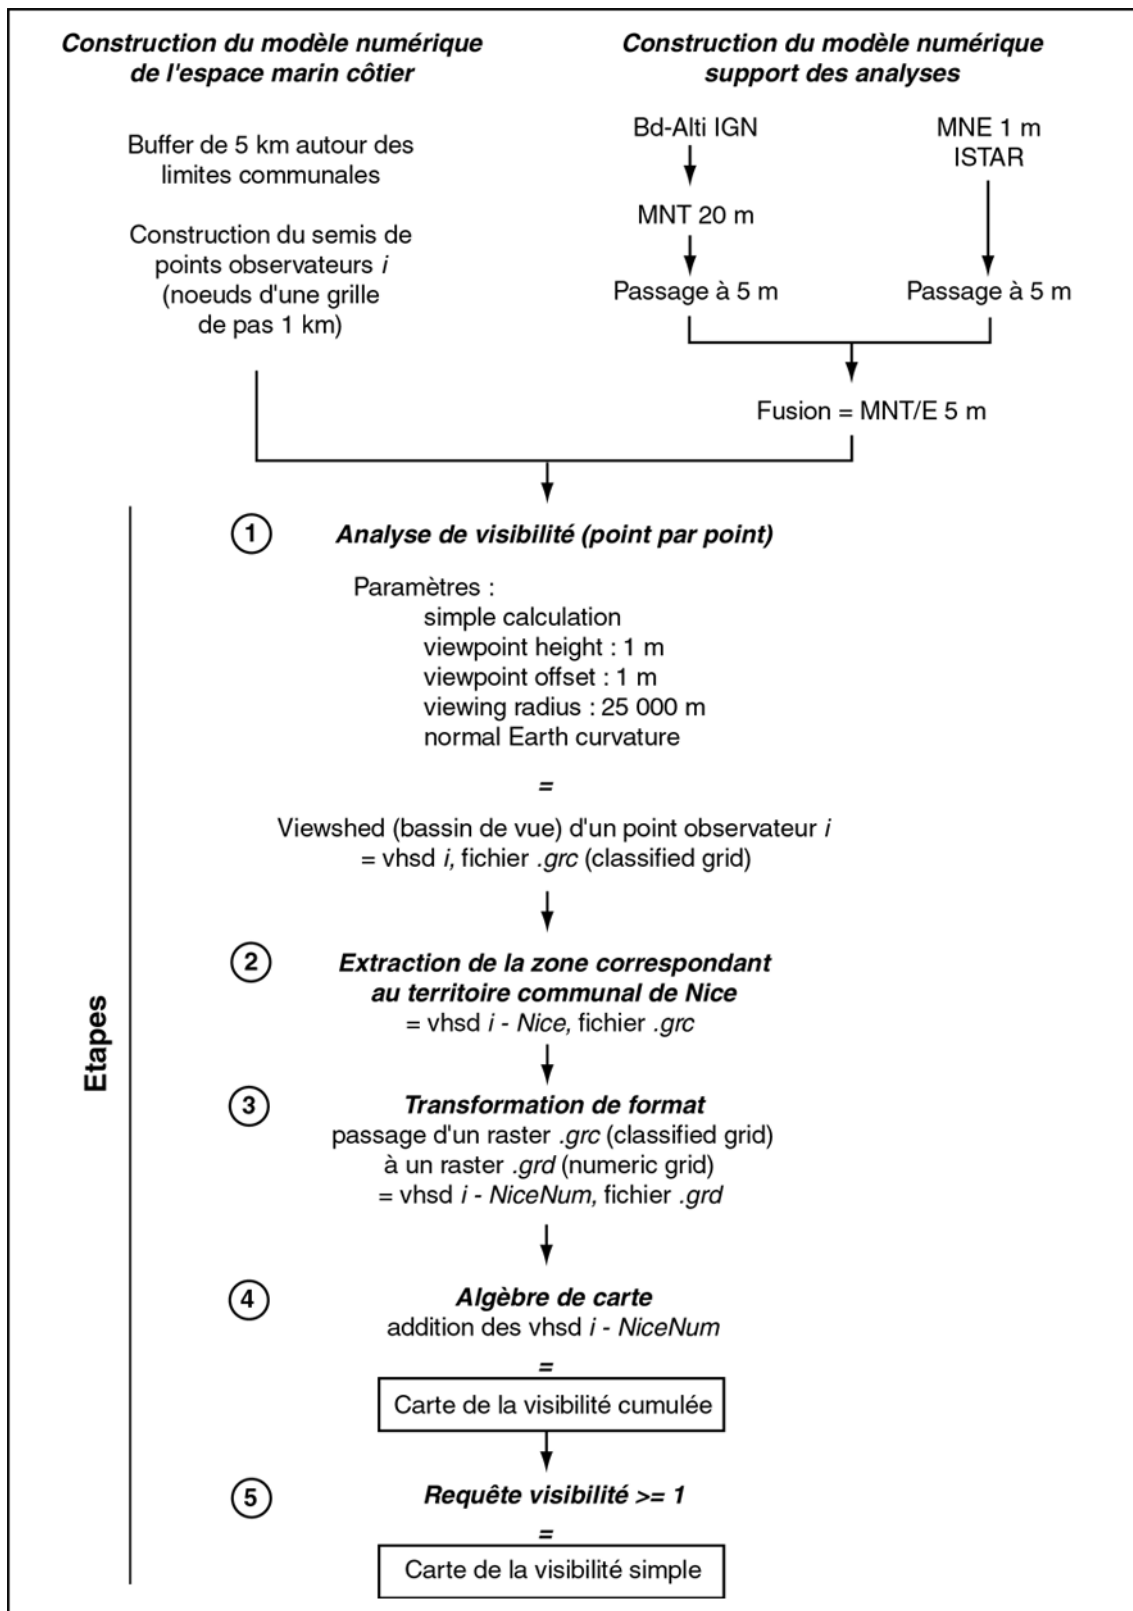 Construction du modèle numérique
de l'espace marin côtier
Buffer de 5 km autour des
limites communales
Construction du semis de
points observateurs i
(noeuds d'une grille
de pas 1 km)
Construction du modèle numérique
support des analyses
Bd-Alti IGN
MNT 20 m
Passage à 5 m
MNE 1 m
ISTAR
Passage à 5 m
Fusion = MNT/E 5 m
Etapes
1
Analyse de visibilité (point par point)
Paramètres :
simple calculation
viewpoint height : 1 m
viewpoint offset : 1 m
viewing radius : 25 000 m
normal Earth curvature
=
Viewshed (bassin de vue) d'un point observateur i
= vhsd i, fichier .grc (classified grid)
2
Extraction de la zone correspondant
au territoire communal de Nice
= vhsd i - Nice, fichier .grc
3
Transformation de format
passage d'un raster .grc (classified grid)
à un raster .grd (numeric grid)
= vhsd i - NiceNum, fichier .grd
4
Algèbre de carte
addition des vhsd i - NiceNum
=
Carte de la visibilité cumulée
5
Requête visibilité >= 1
=
Carte de la visibilité simple